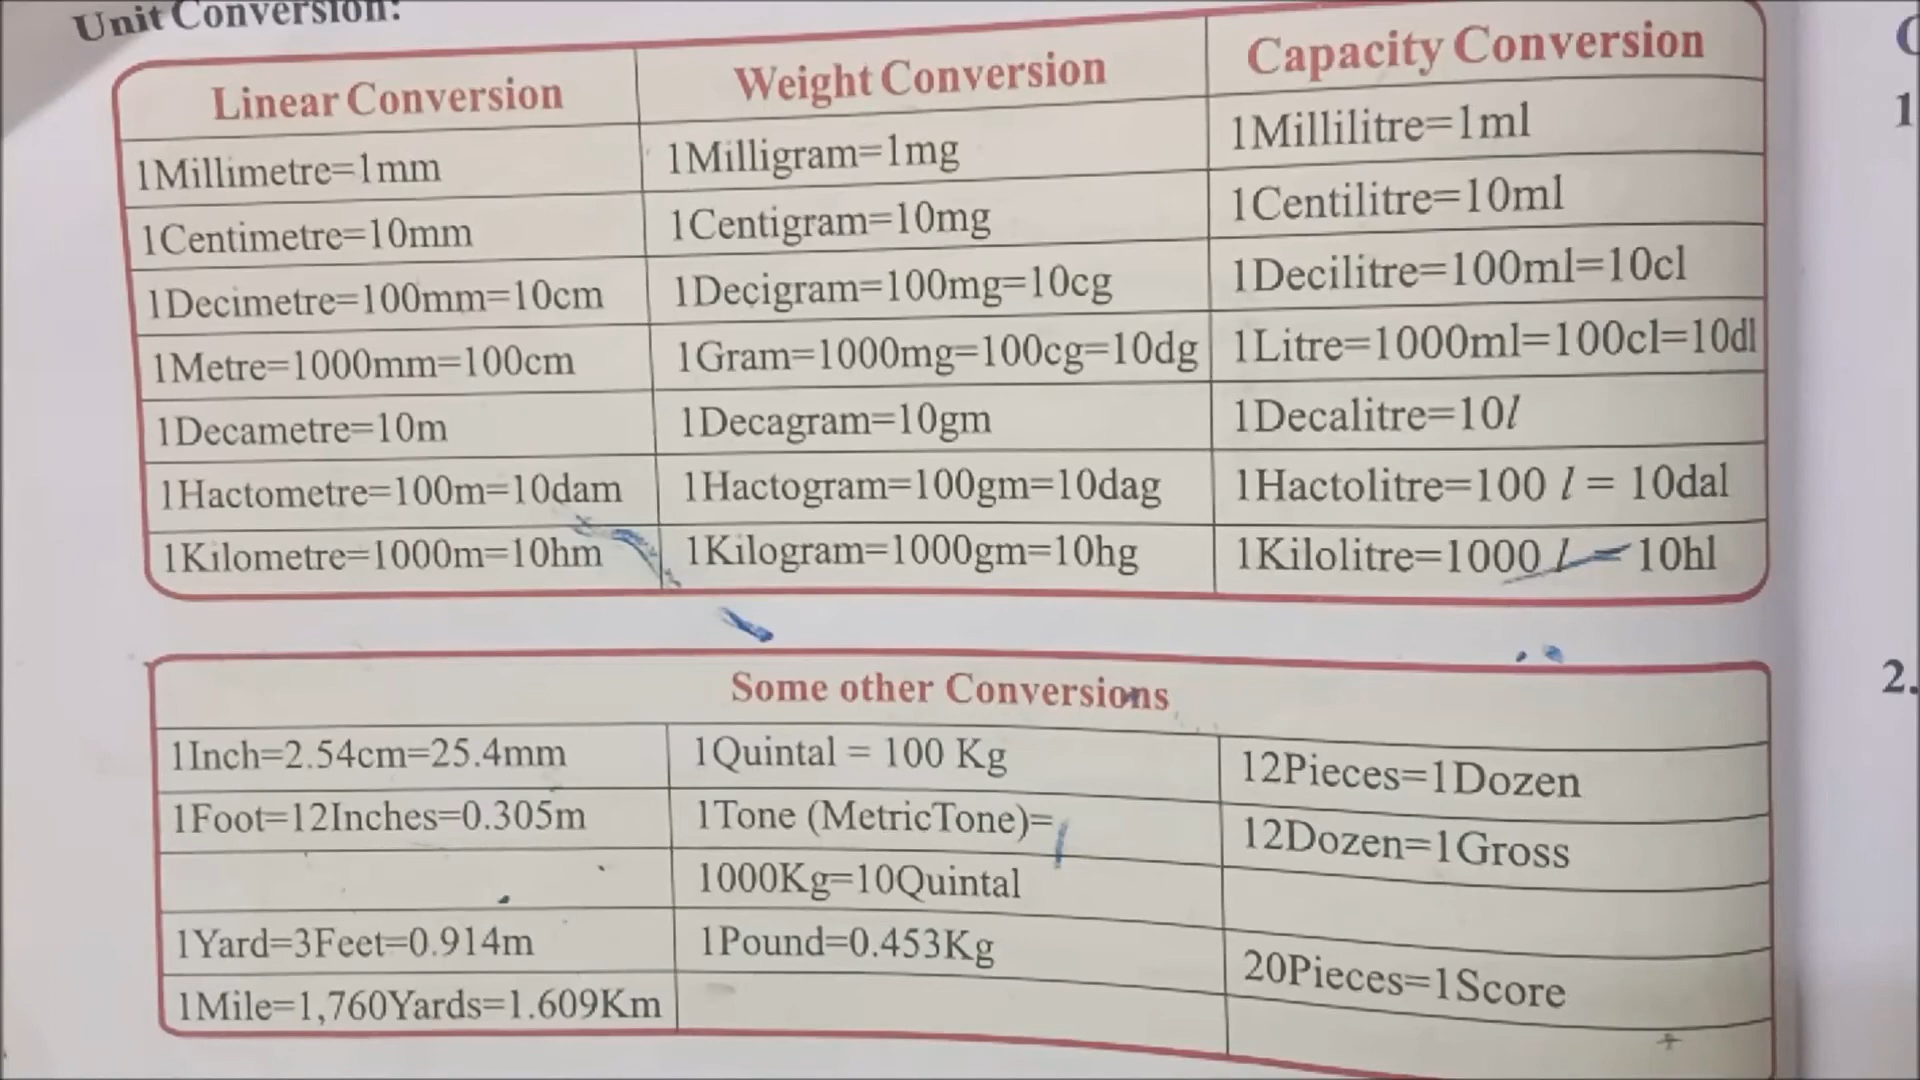 Unit Conversion:
Linear Conversion Weight Conversion Capacity Conversion
1Millimetre=1mm 1Milligram=1mg 1Millilitre=1ml
1Centimetre=10mm 1Centigram=10mg 1Centilitre=10ml
1Decimetre=100mm=10cm 1Decigram=100mg=10cg 1Decilitre=100ml=10cl
1Metre=1000mm=100cm 1Gram=1000mg=100cg=10dg 1Litre=1000ml=100cl=10dl
1Decametre=10m 1Decagram=10gm 1Decalitre=10l
1Hactometre=100m=10dam 1Hactogram=100gm=10dag 1Hactolitre=100 l = 10dal
1Kilometre=1000m=10hm 1Kilogram=1000gm=10hg 1Kilolitre=1000 l = 10hl
Some other Conversions
1Inch=2.54cm=25.4mm 1Quintal = 100 Kg 12Pieces=1Dozen
1Foot=12Inches=0.305m 1Tone (MetricTone)= 12Dozen=1Gross
1000Kg=10Quintal
1Yard=3Feet=0.914m 1Pound=0.453Kg 20Pieces=1Score
1Mile=1,760Yards=1.609Km
1
2.